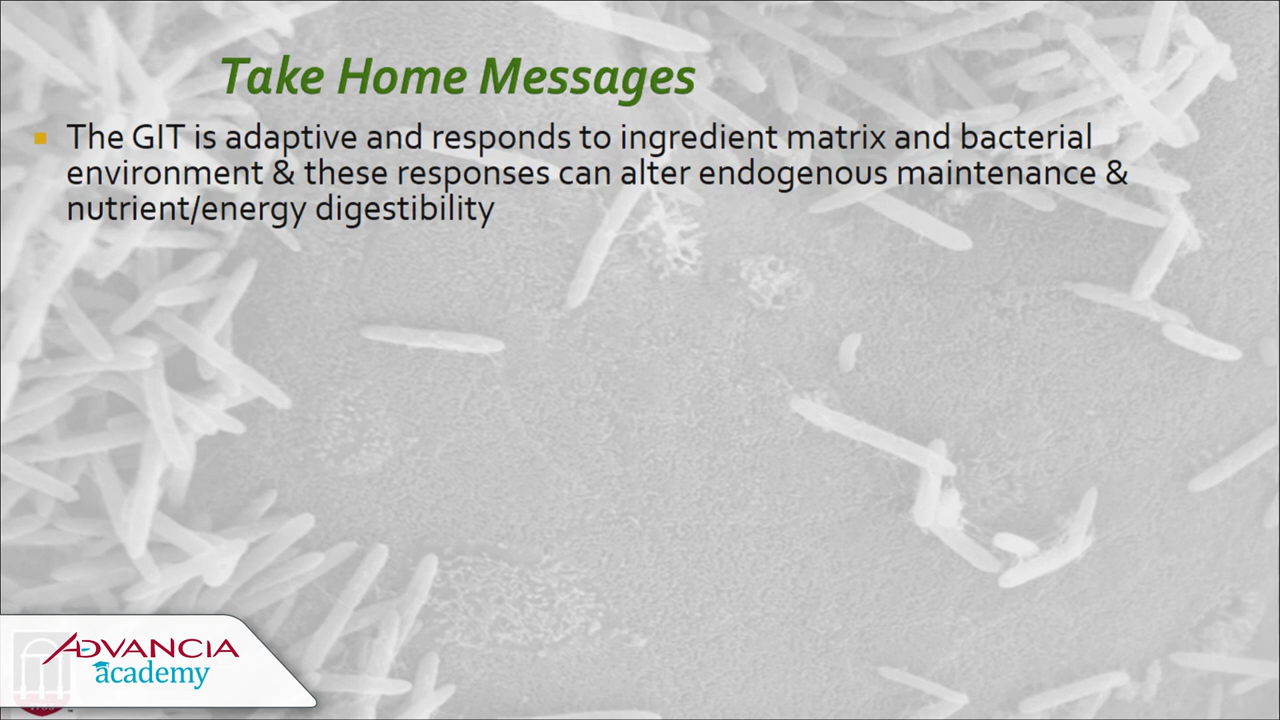 Take Home Messages
The GIT is adaptive and responds to ingredient matrix and bacterial
environment & these responses can alter endogenous maintenance &
nutrient/energy digestibility
ADVANCIA
academy